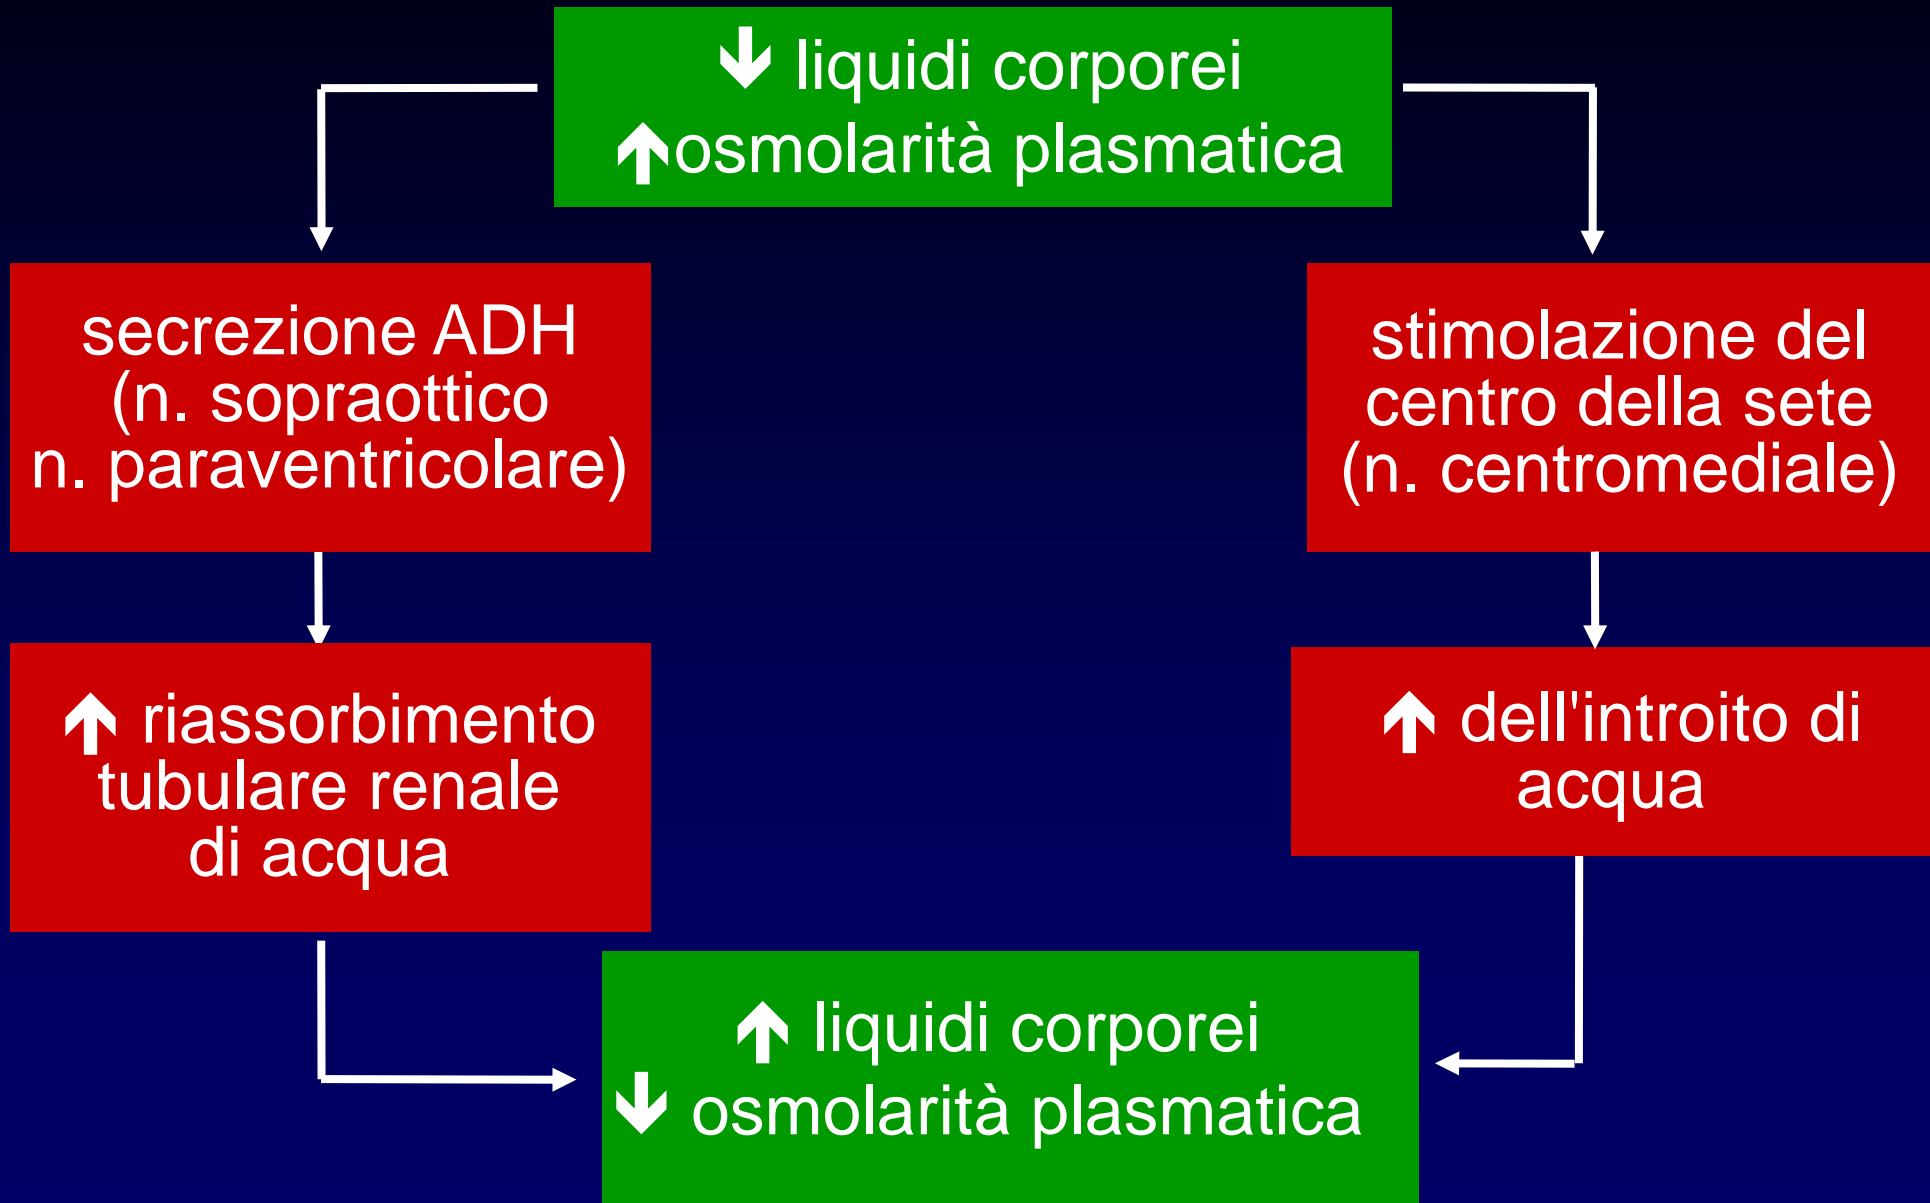 🡫 liquidi corporei
🡩osmolarità plasmatica
secrezione ADH
(n. sopraottico
n. paraventricolare)
stimolazione del
centro della sete
(n. centromediale)
🡩 riassorbimento
tubulare renale
di acqua
🡩 dell'introito di
acqua
🡩 liquidi corporei
🡫 osmolarità plasmatica